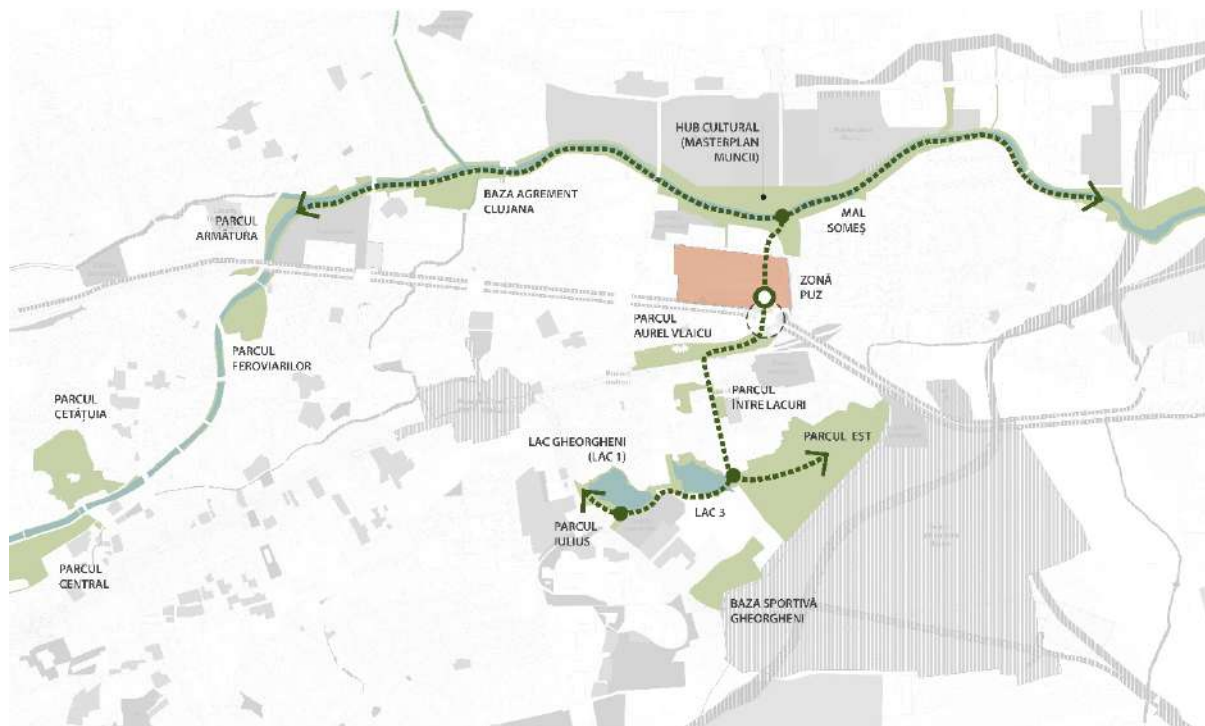 HUB CULTURAL
(MASTERPLAN
MUNCII)
BAZA AGREMENT
CLUJANA
PARCUL
ARMĂTURA
MAL
SOMEȘ
ZONĂ
PUZ
PARCUL
AUREL VLAICU
PARCUL
FEROVIARILOR
PARCUL
CETĂȚUIA
PARCUL
ÎNTRE LACURI
LAC GHEORGHENI
(LAC 1)
PARCUL EST
LAC 3
PARCUL
IULIUS
PARCUL
CENTRAL
BAZA SPORTIVĂ
GHEORGHENI